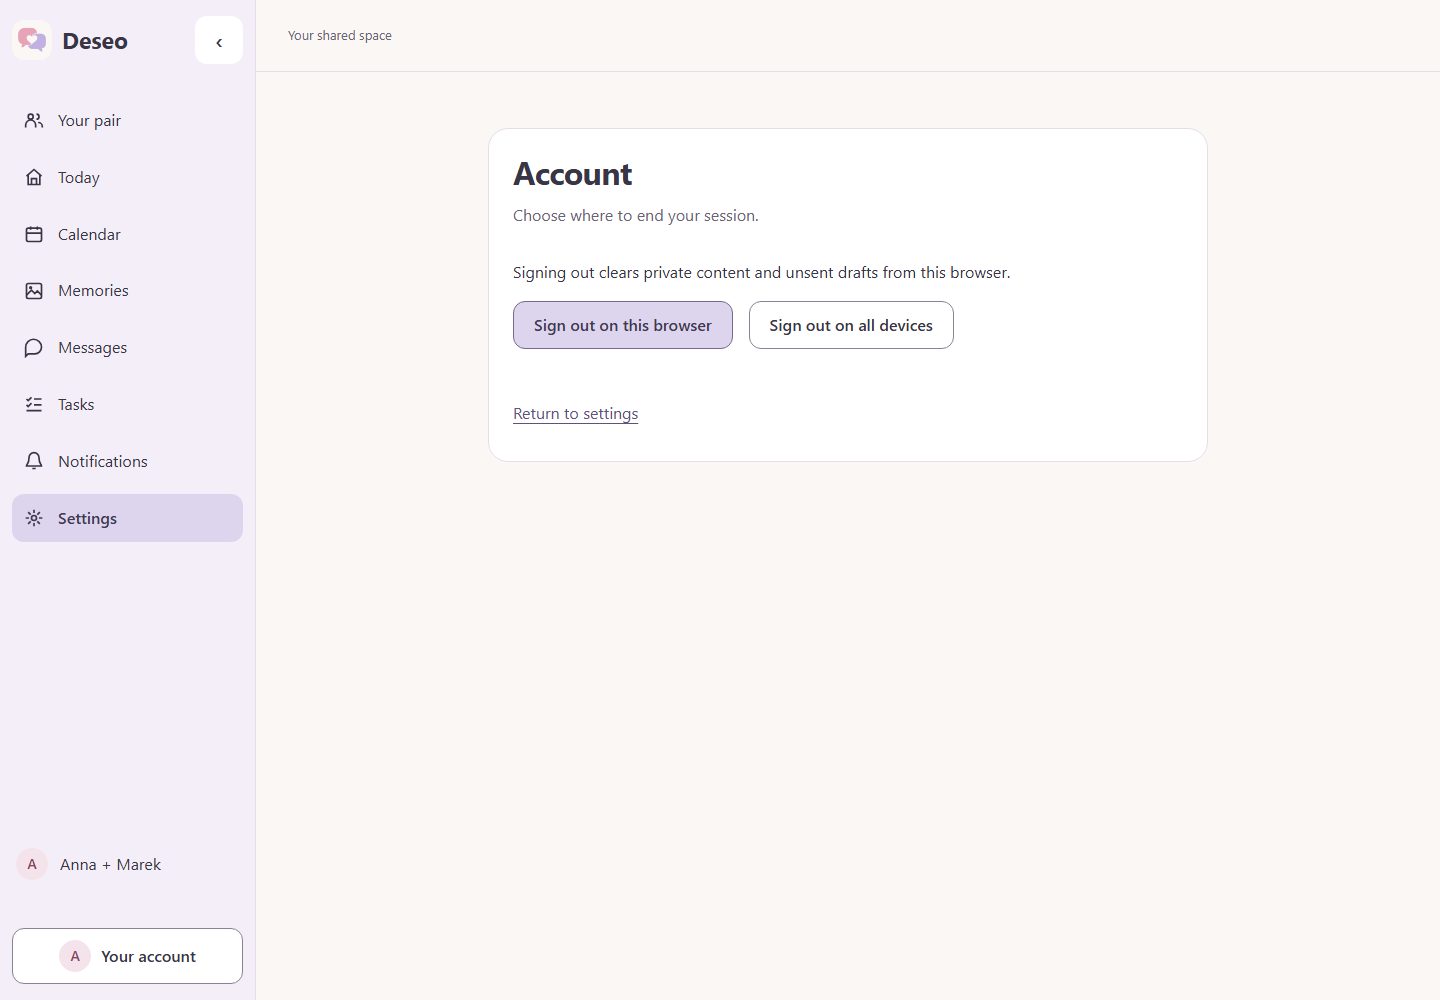 Deseo
‹
Your shared space
Your pair
Today
Calendar
Memories
Messages
Tasks
Notifications
Settings
Account
Choose where to end your session.
Signing out clears private content and unsent drafts from this browser.
Sign out on this browser
Sign out on all devices
Return to settings
A Anna + Marek
A Your account